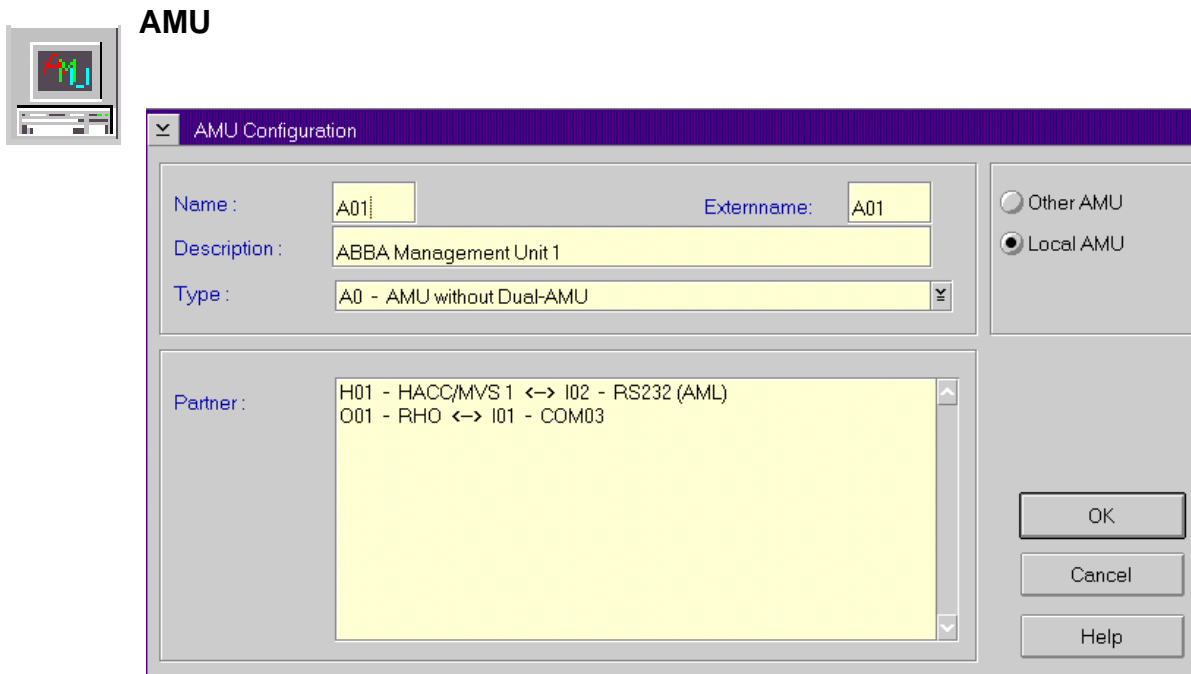 AMU
AMU
AMU Configuration
Name : A01 Externname: A01
Description : ABBA Management Unit 1
Type : A0 - AMU without Dual-AMU
Other AMU
Local AMU
Partner : H01 - HACC/MVS 1 <--> I02 - RS232 (AML)
O01 - RHO <--> I01 - COM03
OK
Cancel
Help